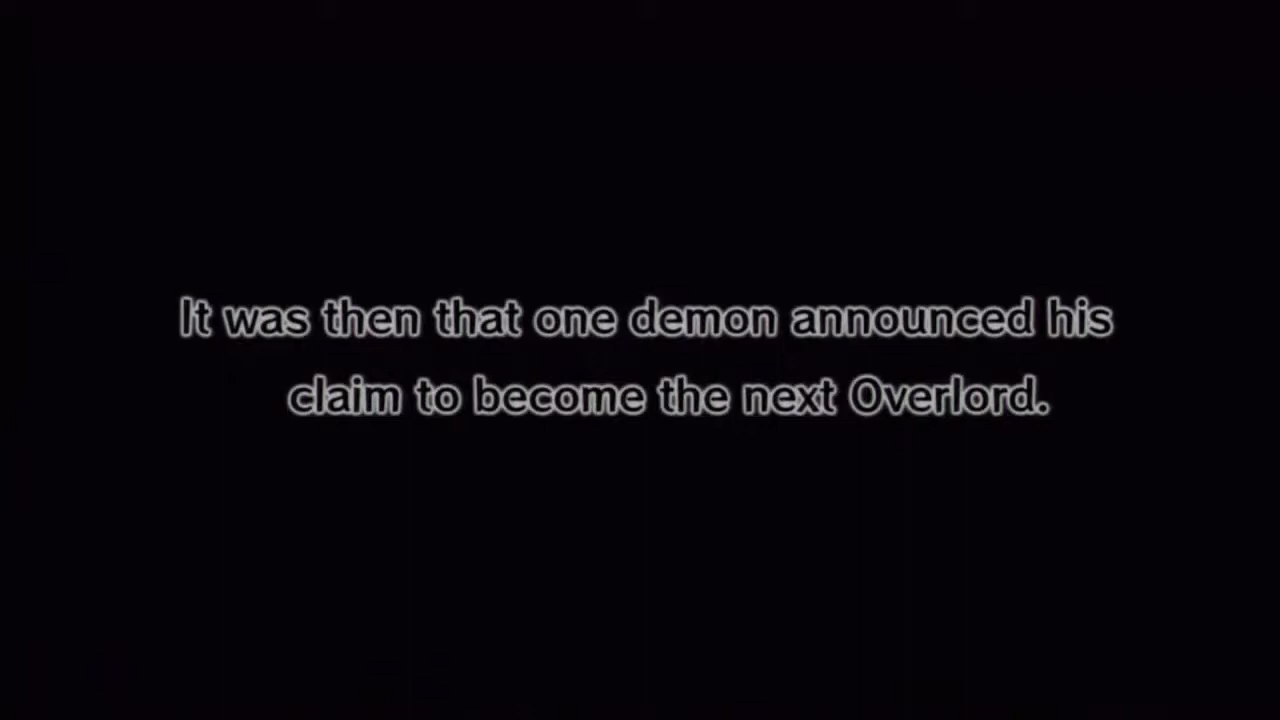 It was then that one demon announced his
claim to become the next Overlord.